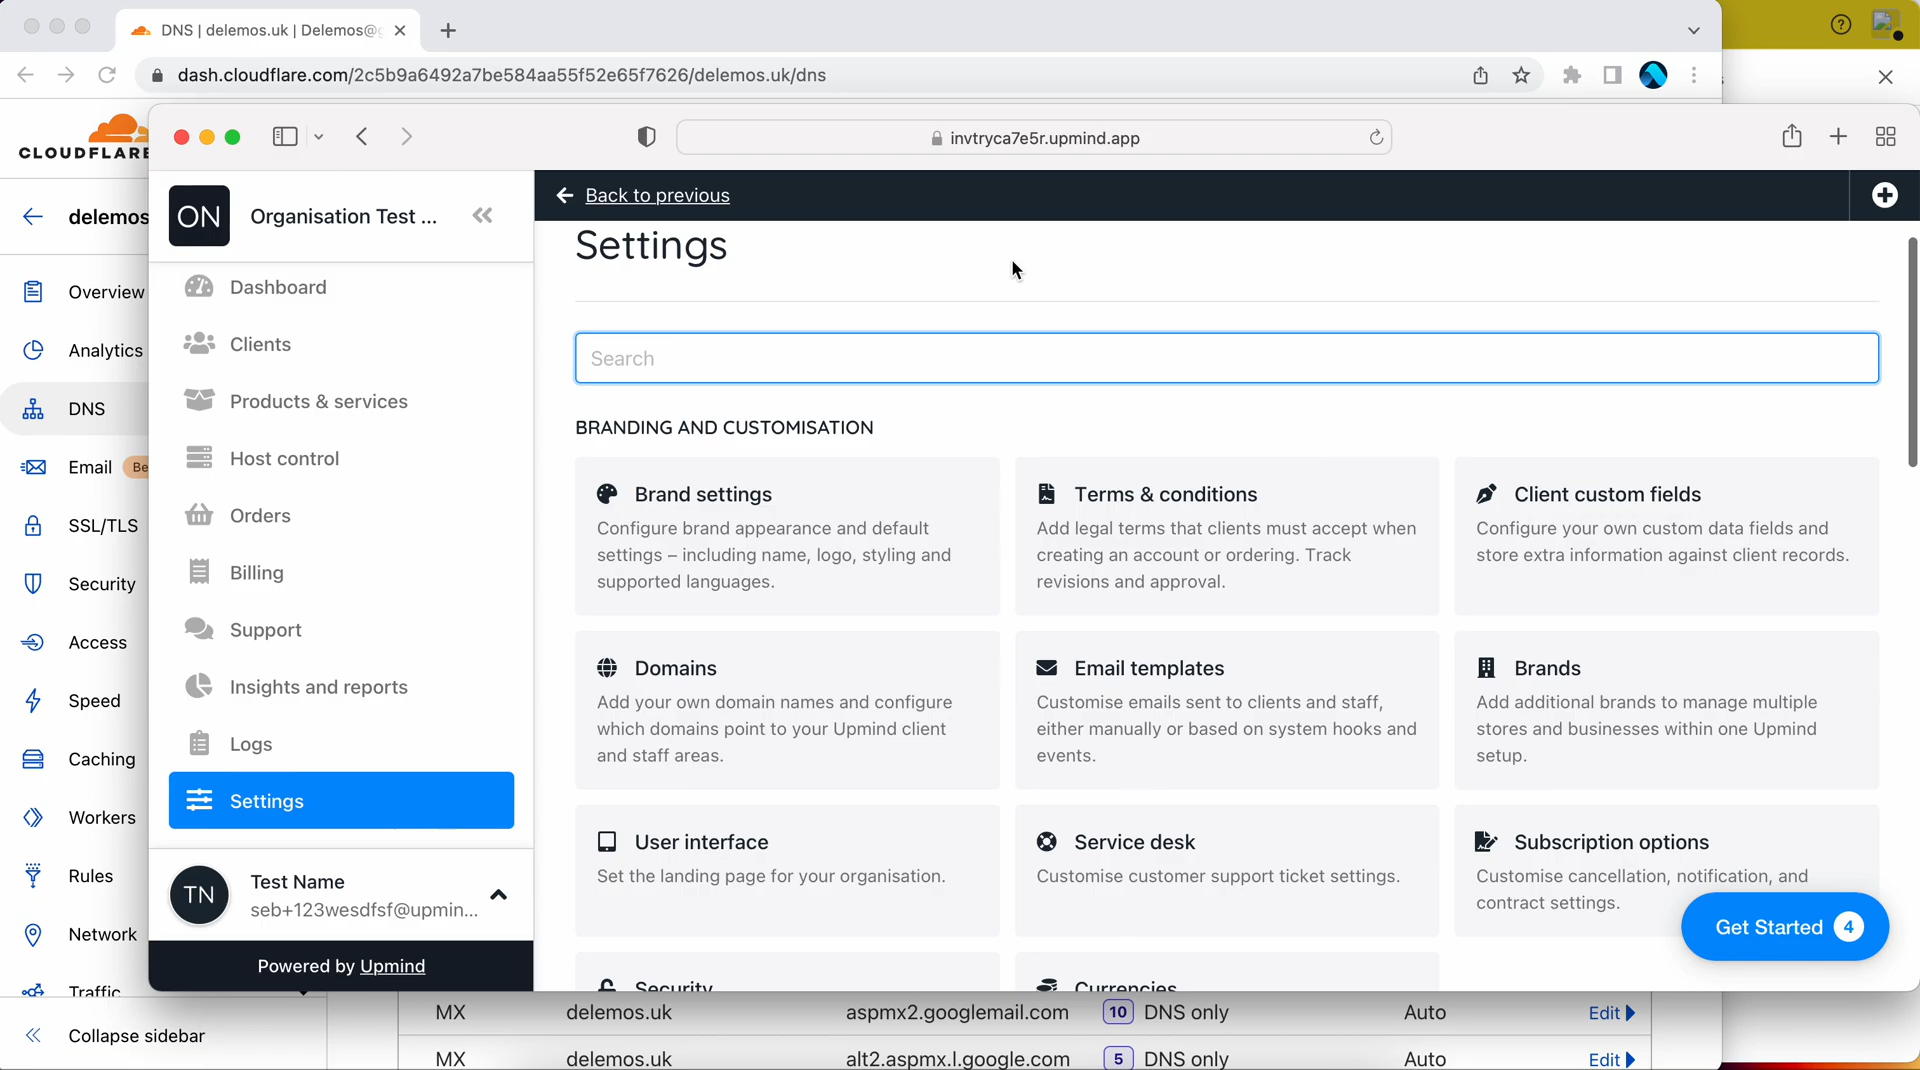 DNS | delemos.uk | Delemos@g
dash.cloudflare.com/2c5b9a6492a7be584aa55f52e65f7626/delemos.uk/dns
CLOUDFLARE
invtryca7e5r.upmind.app
delemos
Overview
Analytics
DNS
Email Be
SSL/TLS
Security
Access
Speed
Caching
Workers
Rules
Network
Traffic
Collapse sidebar
ON
Organisation Test ...
Dashboard
Clients
Products & services
Host control
Orders
Billing
Support
Insights and reports
Logs
Settings
TN
Test Name
seb+123wesdfsf@upmin...
Powered by Upmind
Back to previous
Settings
Search
BRANDING AND CUSTOMISATION
Brand settings
Configure brand appearance and default
settings – including name, logo, styling and
supported languages.
Terms & conditions
Add legal terms that clients must accept when
creating an account or ordering. Track
revisions and approval.
Client custom fields
Configure your own custom data fields and
store extra information against client records.
Domains
Add your own domain names and configure
which domains point to your Upmind client
and staff areas.
Email templates
Customise emails sent to clients and staff,
either manually or based on system hooks and
events.
Brands
Add additional brands to manage multiple
stores and businesses within one Upmind
setup.
User interface
Set the landing page for your organisation.
Service desk
Customise customer support ticket settings.
Subscription options
Customise cancellation, notification, and
contract settings.
Get Started 4
Security
Currencies
MX delemos.uk aspmx2.googlemail.com 10 DNS only Auto Edit
MX delemos.uk alt2.aspmx.l.google.com 5 DNS only Auto Edit